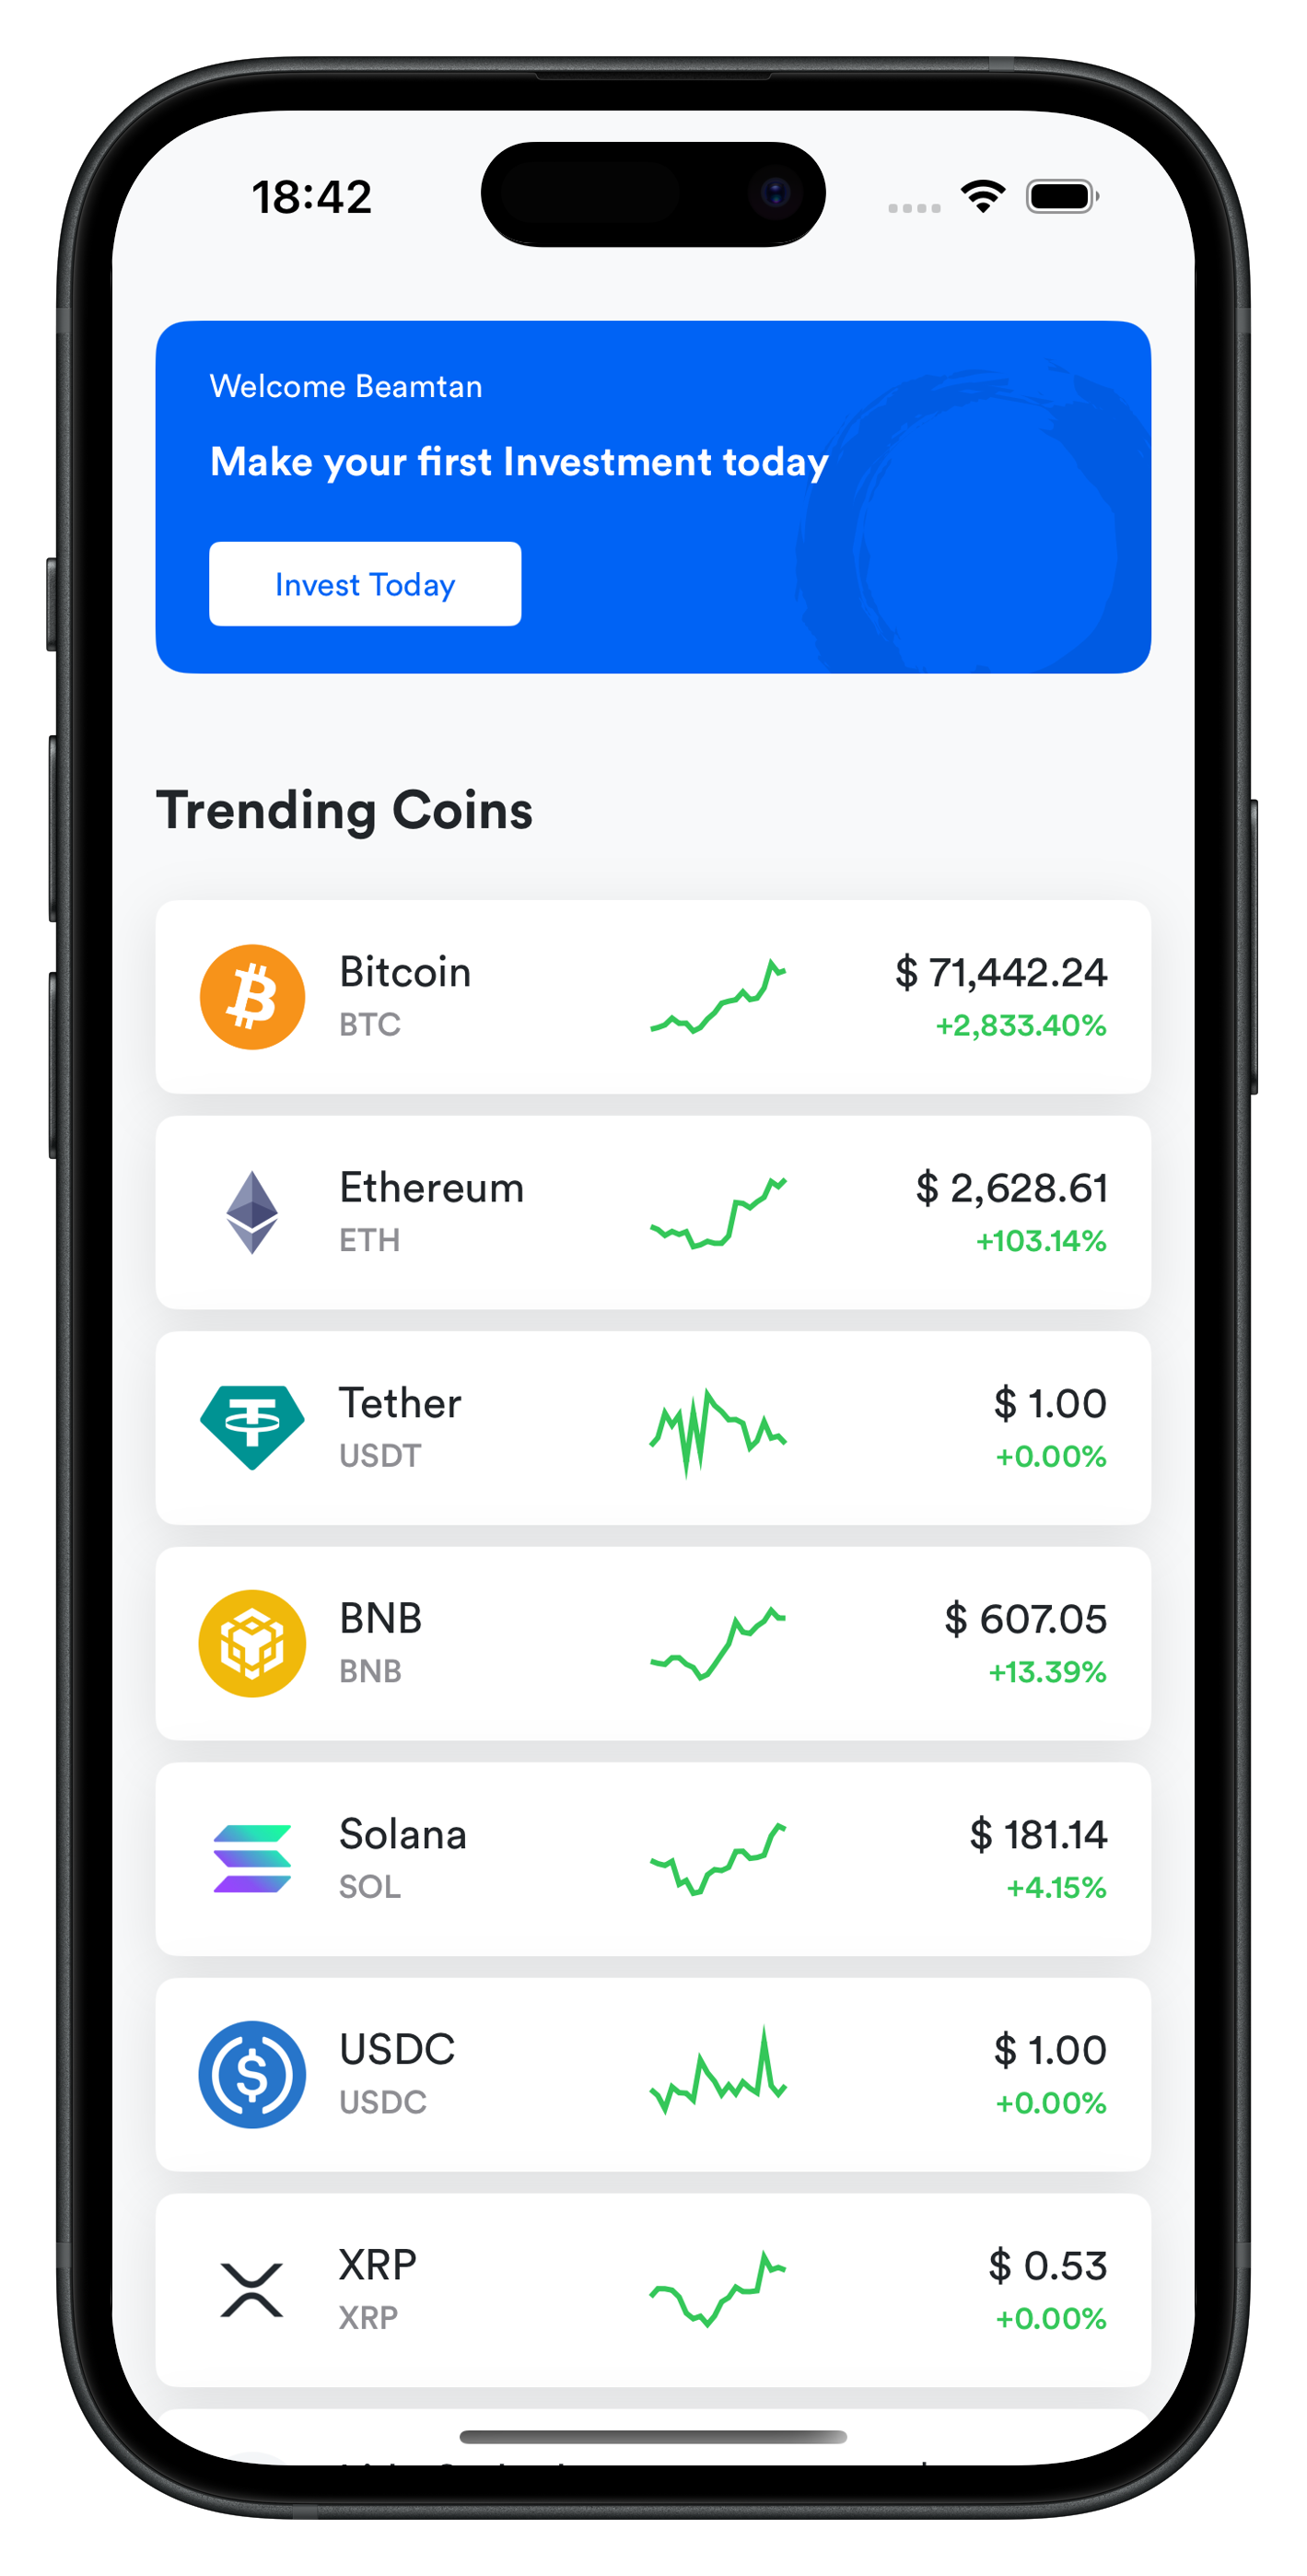 18:42
Welcome Beamtan
Make your first Investment today
Invest Today
Trending Coins
Bitcoin
$ 71,442.24
BTC
+2,833.40%
Ethereum
$ 2,628.61
ETH
+103.14%
Tether
$ 1.00
USDT
+0.00%
BNB
$ 607.05
BNB
+13.39%
Solana
$ 181.14
SOL
+4.15%
USDC
$ 1.00
USDC
+0.00%
XRP
$ 0.53
XRP
+0.00%